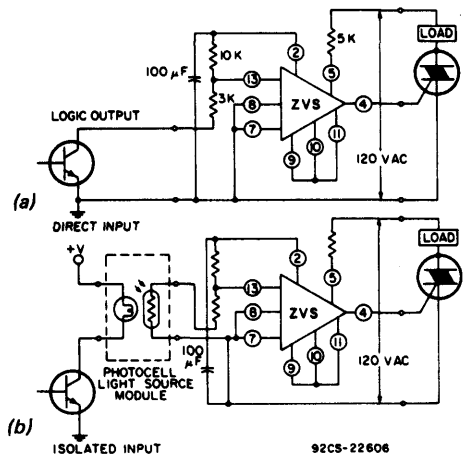 10 K
100 µF
3K
5K
LOAD
2
13
5
LOGIC OUTPUT
8
ZVS
4
7
11
9
10
120 VAC
(a)
DIRECT INPUT
+V
LOAD
2
13
5
8
ZVS
4
7
11
100 µF
9
10
120 VAC
PHOTOCELL
LIGHT SOURCE
MODULE
(b)
ISOLATED INPUT
92CS-22606